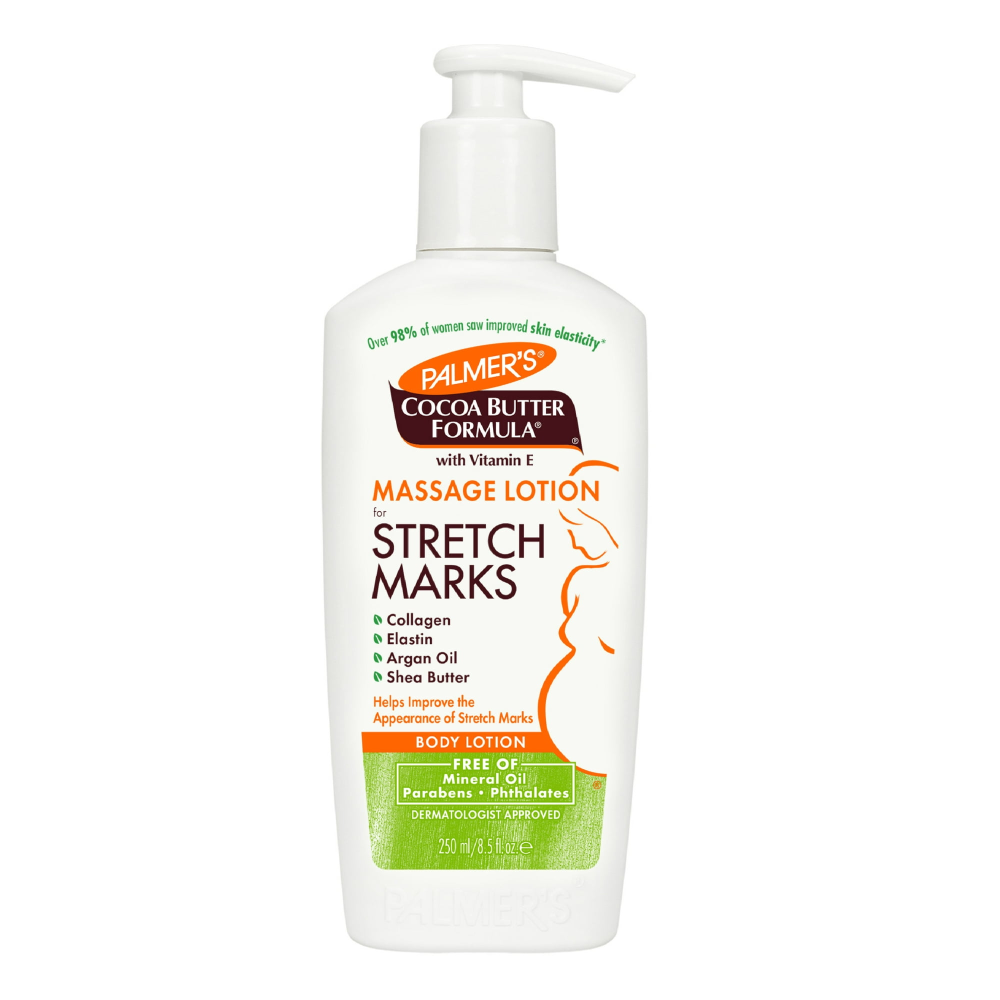 Over 98% of women saw improved skin elasticity*
PALMER'S®
COCOA BUTTER
FORMULA®
®
with Vitamin E
MASSAGE LOTION
for
STRETCH
MARKS
Collagen
Elastin
Argan Oil
Shea Butter
Helps Improve the
Appearance of Stretch Marks
BODY LOTION
FREE OF
Mineral Oil
Parabens • Phthalates
®
DERMATOLOGIST APPROVED
250 ml/8.5 fl. oz. ℮
PALMER'S®